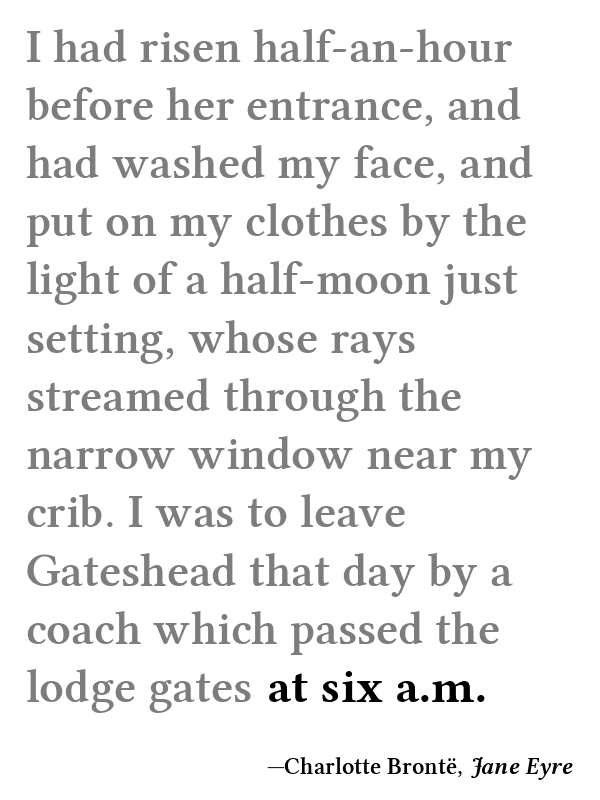 I had risen half-an-hour
before her entrance, and
had washed my face, and
put on my clothes by the
light of a half-moon just
setting, whose rays
streamed through the
narrow window near my
crib. I was to leave
Gateshead that day by a
coach which passed the
lodge gates at six a.m.
—Charlotte Brontë, Jane Eyre